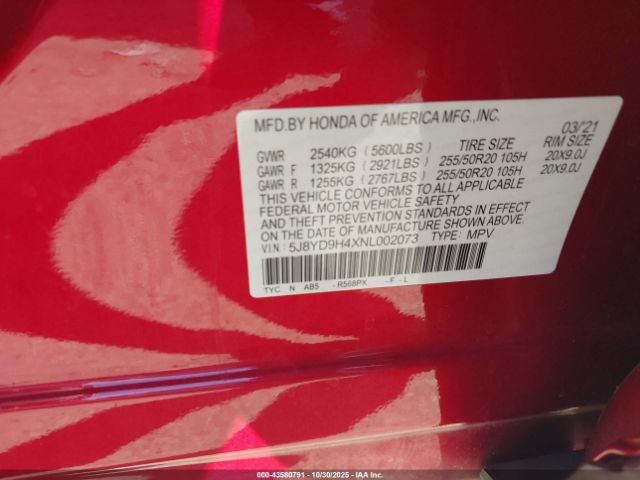 MFD.BY HONDA OF AMERICA MFG.,INC. 03/'21
GVWR 2540KG (5600LBS) TIRE SIZE RIM SIZE
GAWR F 1325KG (2921LBS) 255/50R20 105H 20X9.0J
GAWR R 1255KG (2767LBS) 255/50R20 105H 20X9.0J
THIS VEHICLE CONFORMS TO ALL APPLICABLE
FEDERAL MOTOR VEHICLE SAFETY
AND THEFT PREVENTION STANDARDS IN EFFECT
ON THE DATE OF MANUFACTURE SHOWN ABOVE.
VIN: 5J8YD9H4XNL002073 TYPE: MPV
TYC N AB5 - R568PX - F - L
000-43580791 - 10/30/2025 - IAA Inc.